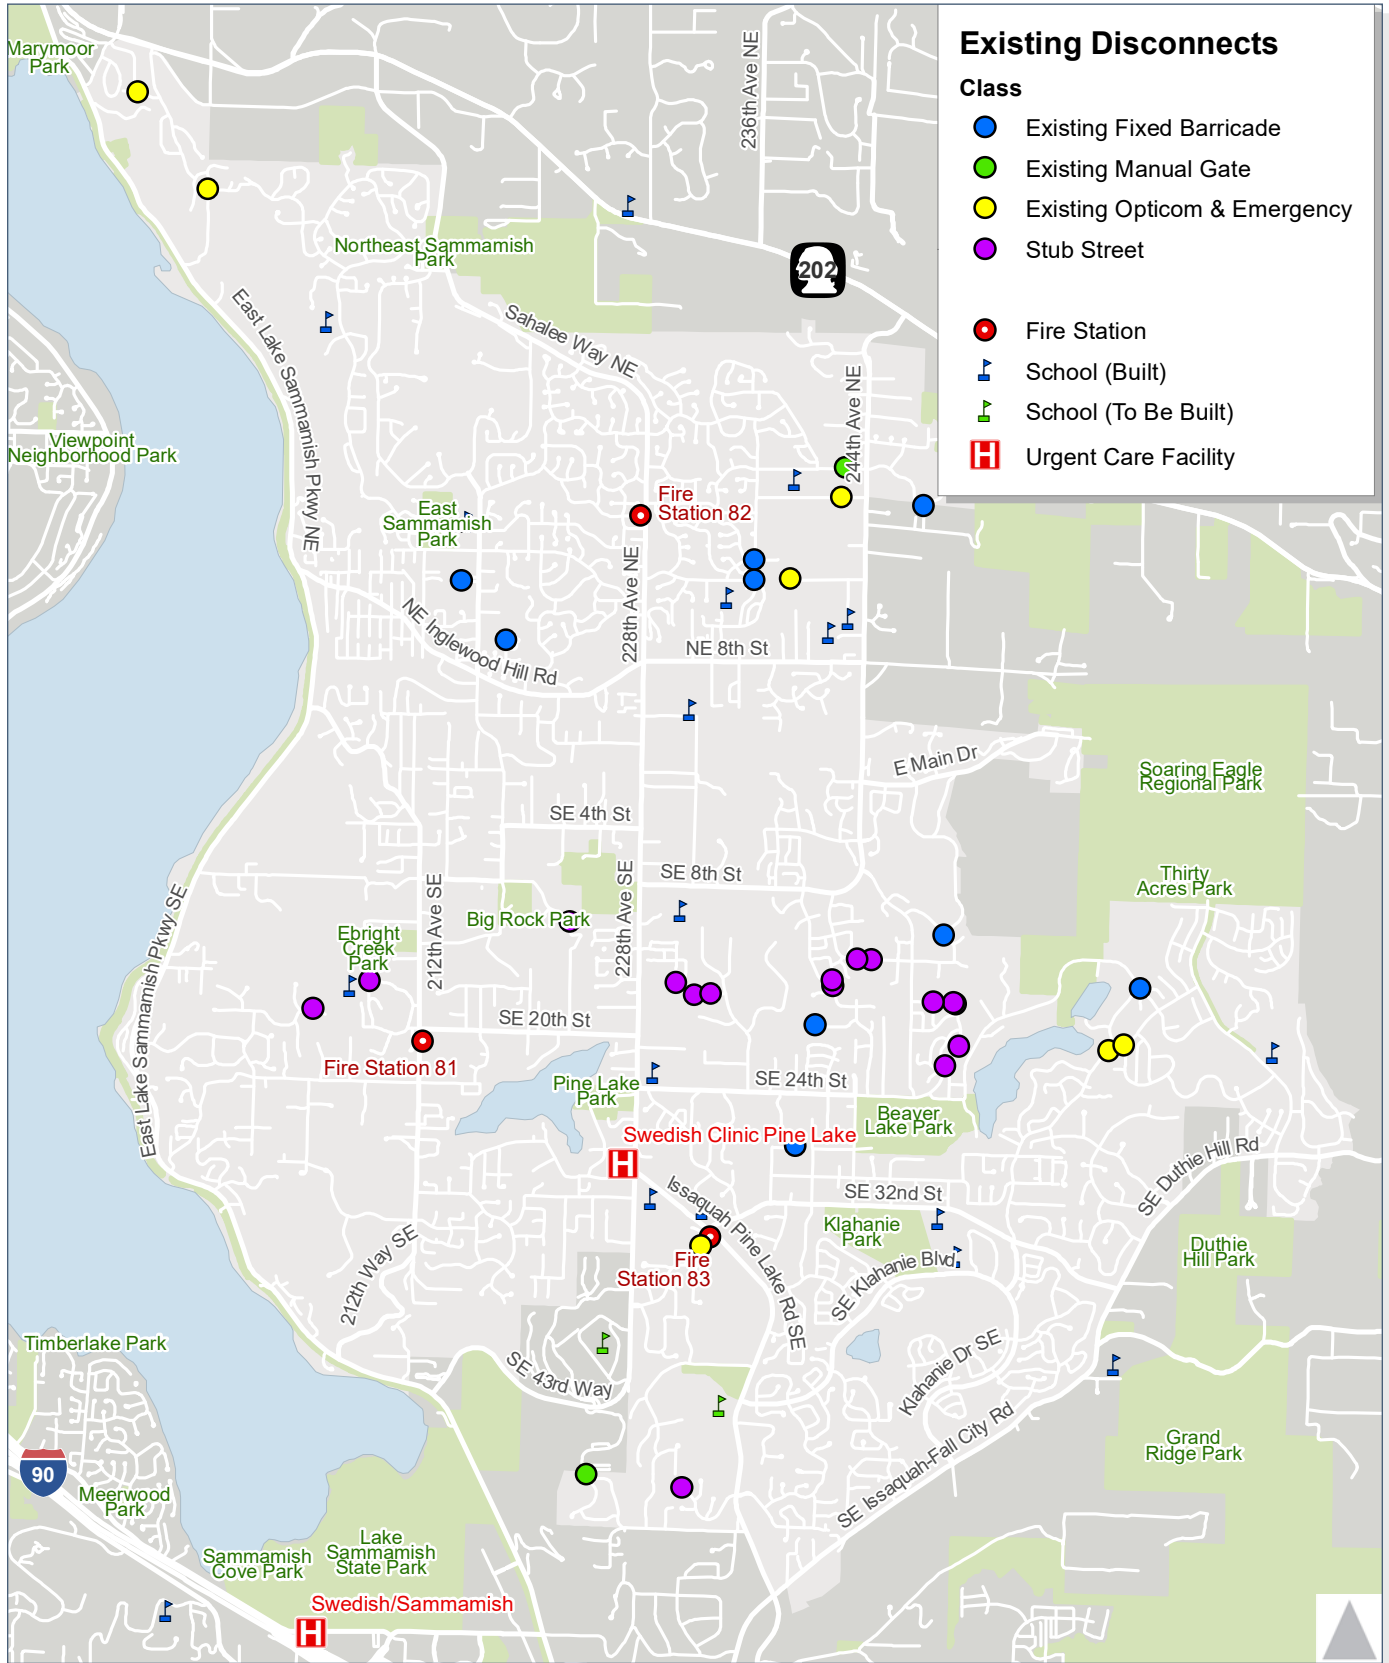 Existing Disconnects
Class
Existing Fixed Barricade
Existing Manual Gate
Existing Opticom & Emergency
Stub Street
Fire Station
School (Built)
School (To Be Built)
Urgent Care Facility
Marymoor
Park
236th Ave NE
Northeast Sammamish
Park
202
East Lake Sammamish Pkwy NE
Sahalee Way NE
244th Ave NE
Viewpoint
Neighborhood Park
East
Sammamish
Park
Fire
Station 82
228th Ave NE
NE Inglewood Hill Rd
NE 8th St
E Main Dr
Soaring Eagle
Regional Park
SE 4th St
SE 8th St
Thirty
Acres Park
212th Ave SE
228th Ave SE
Big Rock Park
Ebright
Creek
Park
East Lake Sammamish Pkwy SE
SE 20th St
Fire Station 81
Pine Lake
Park
SE 24th St
Beaver
Lake Park
Swedish Clinic Pine Lake
H
SE Duthie Hill Rd
Issaquah Pine Lake Rd SE
SE 32nd St
Klahanie
Park
Duthie
Hill Park
212th Way SE
Fire
Station 83
SE Klahanie Blvd
Timberlake Park
SE 43rd Way
Klahanie Dr SE
SE Issaquah-Fall City Rd
Grand
Ridge Park
90
Meerwood
Park
Lake
Sammamish
State Park
Sammamish
Cove Park
Swedish/Sammamish
H